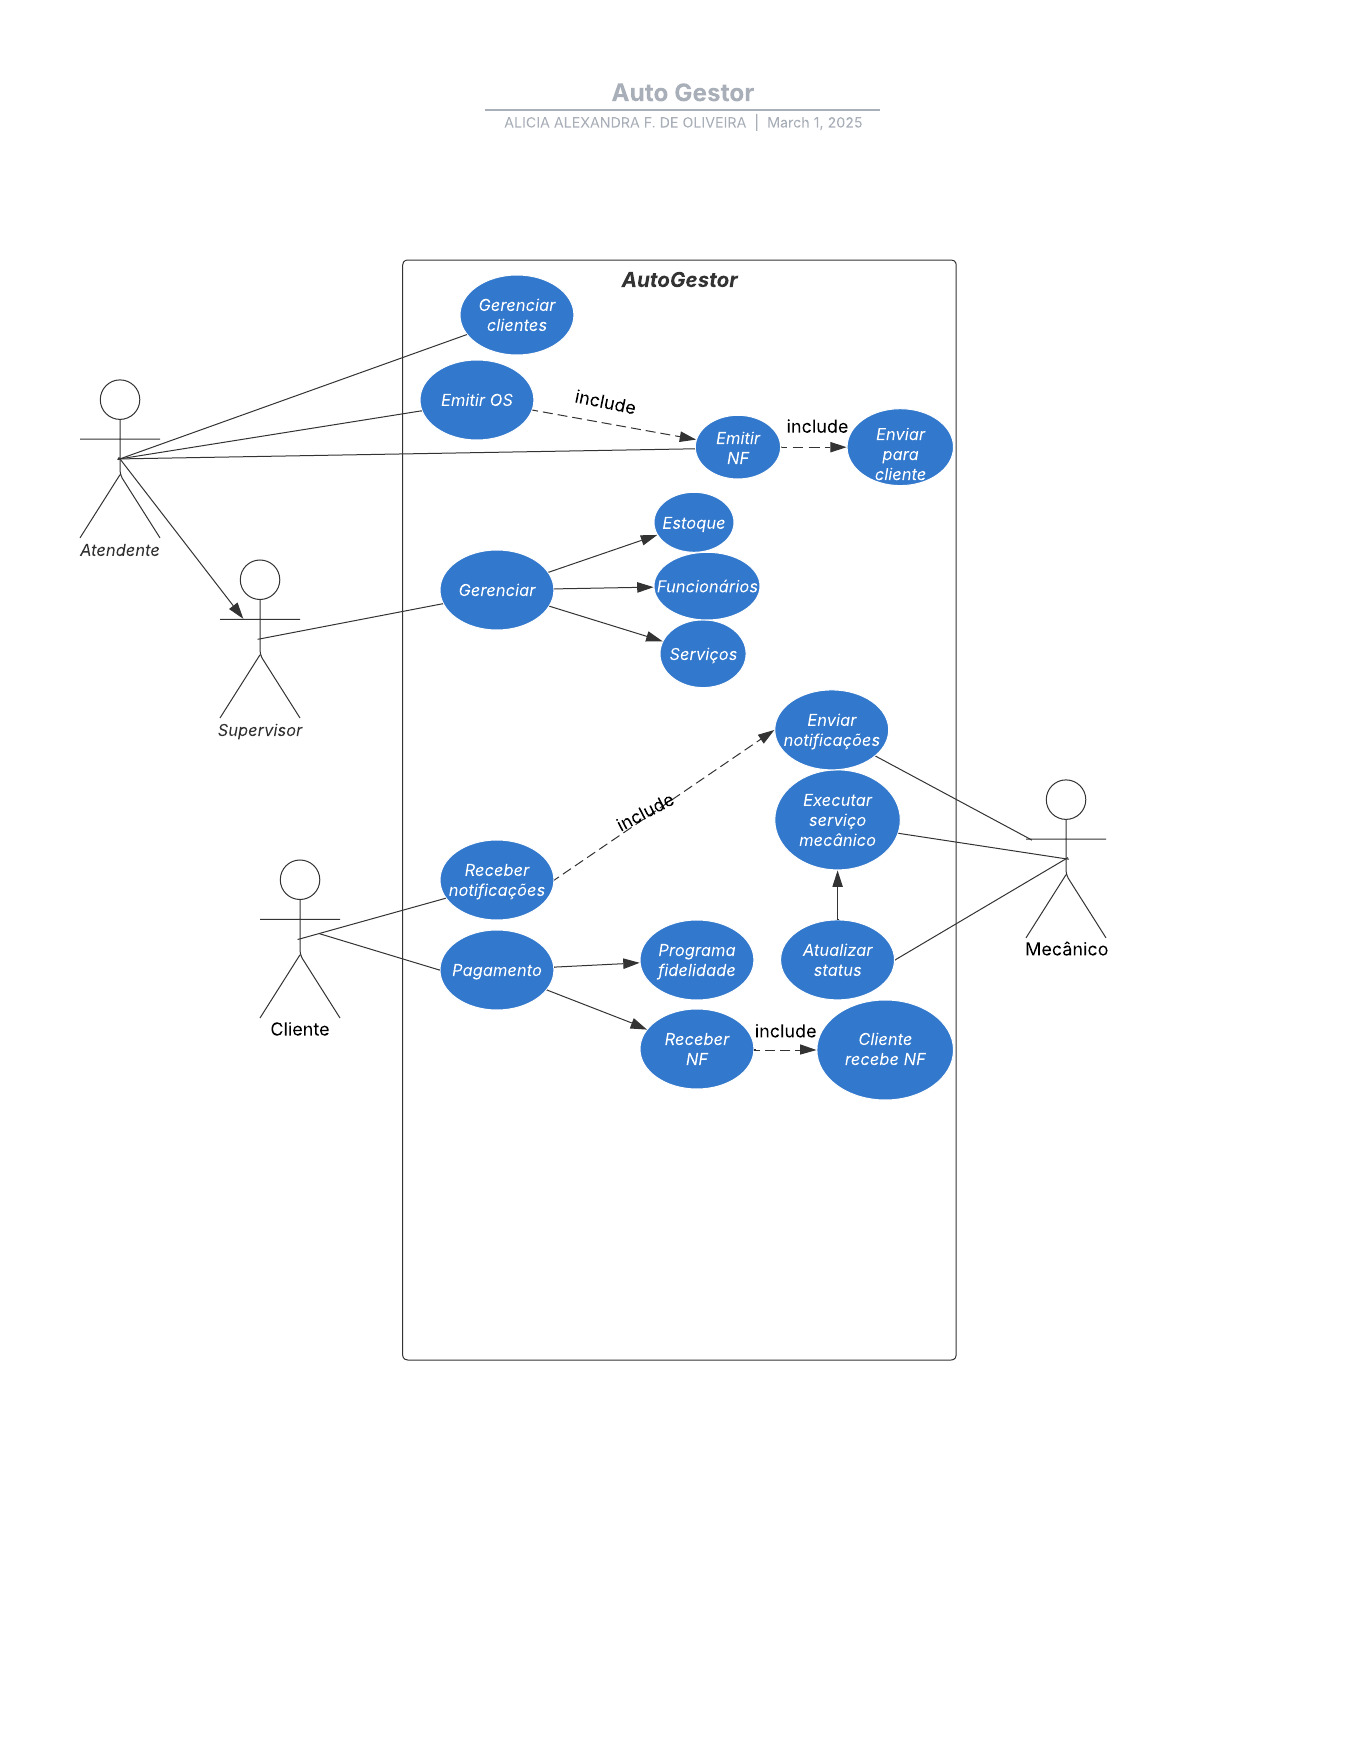 Auto Gestor
ALICIA ALEXANDRA F. DE OLIVEIRA | March 1, 2025
AutoGestor
Gerenciar
clientes
Emitir OS
include
Emitir
NF
include
Enviar
para
cliente
Atendente
Estoque
Gerenciar
Funcionários
Serviços
Supervisor
Enviar
notificações
include
Executar
serviço
mecânico
Receber
notificações
Mecânico
Cliente
Pagamento
Programa
fidelidade
Atualizar
status
Receber
NF
include
Cliente
recebe NF